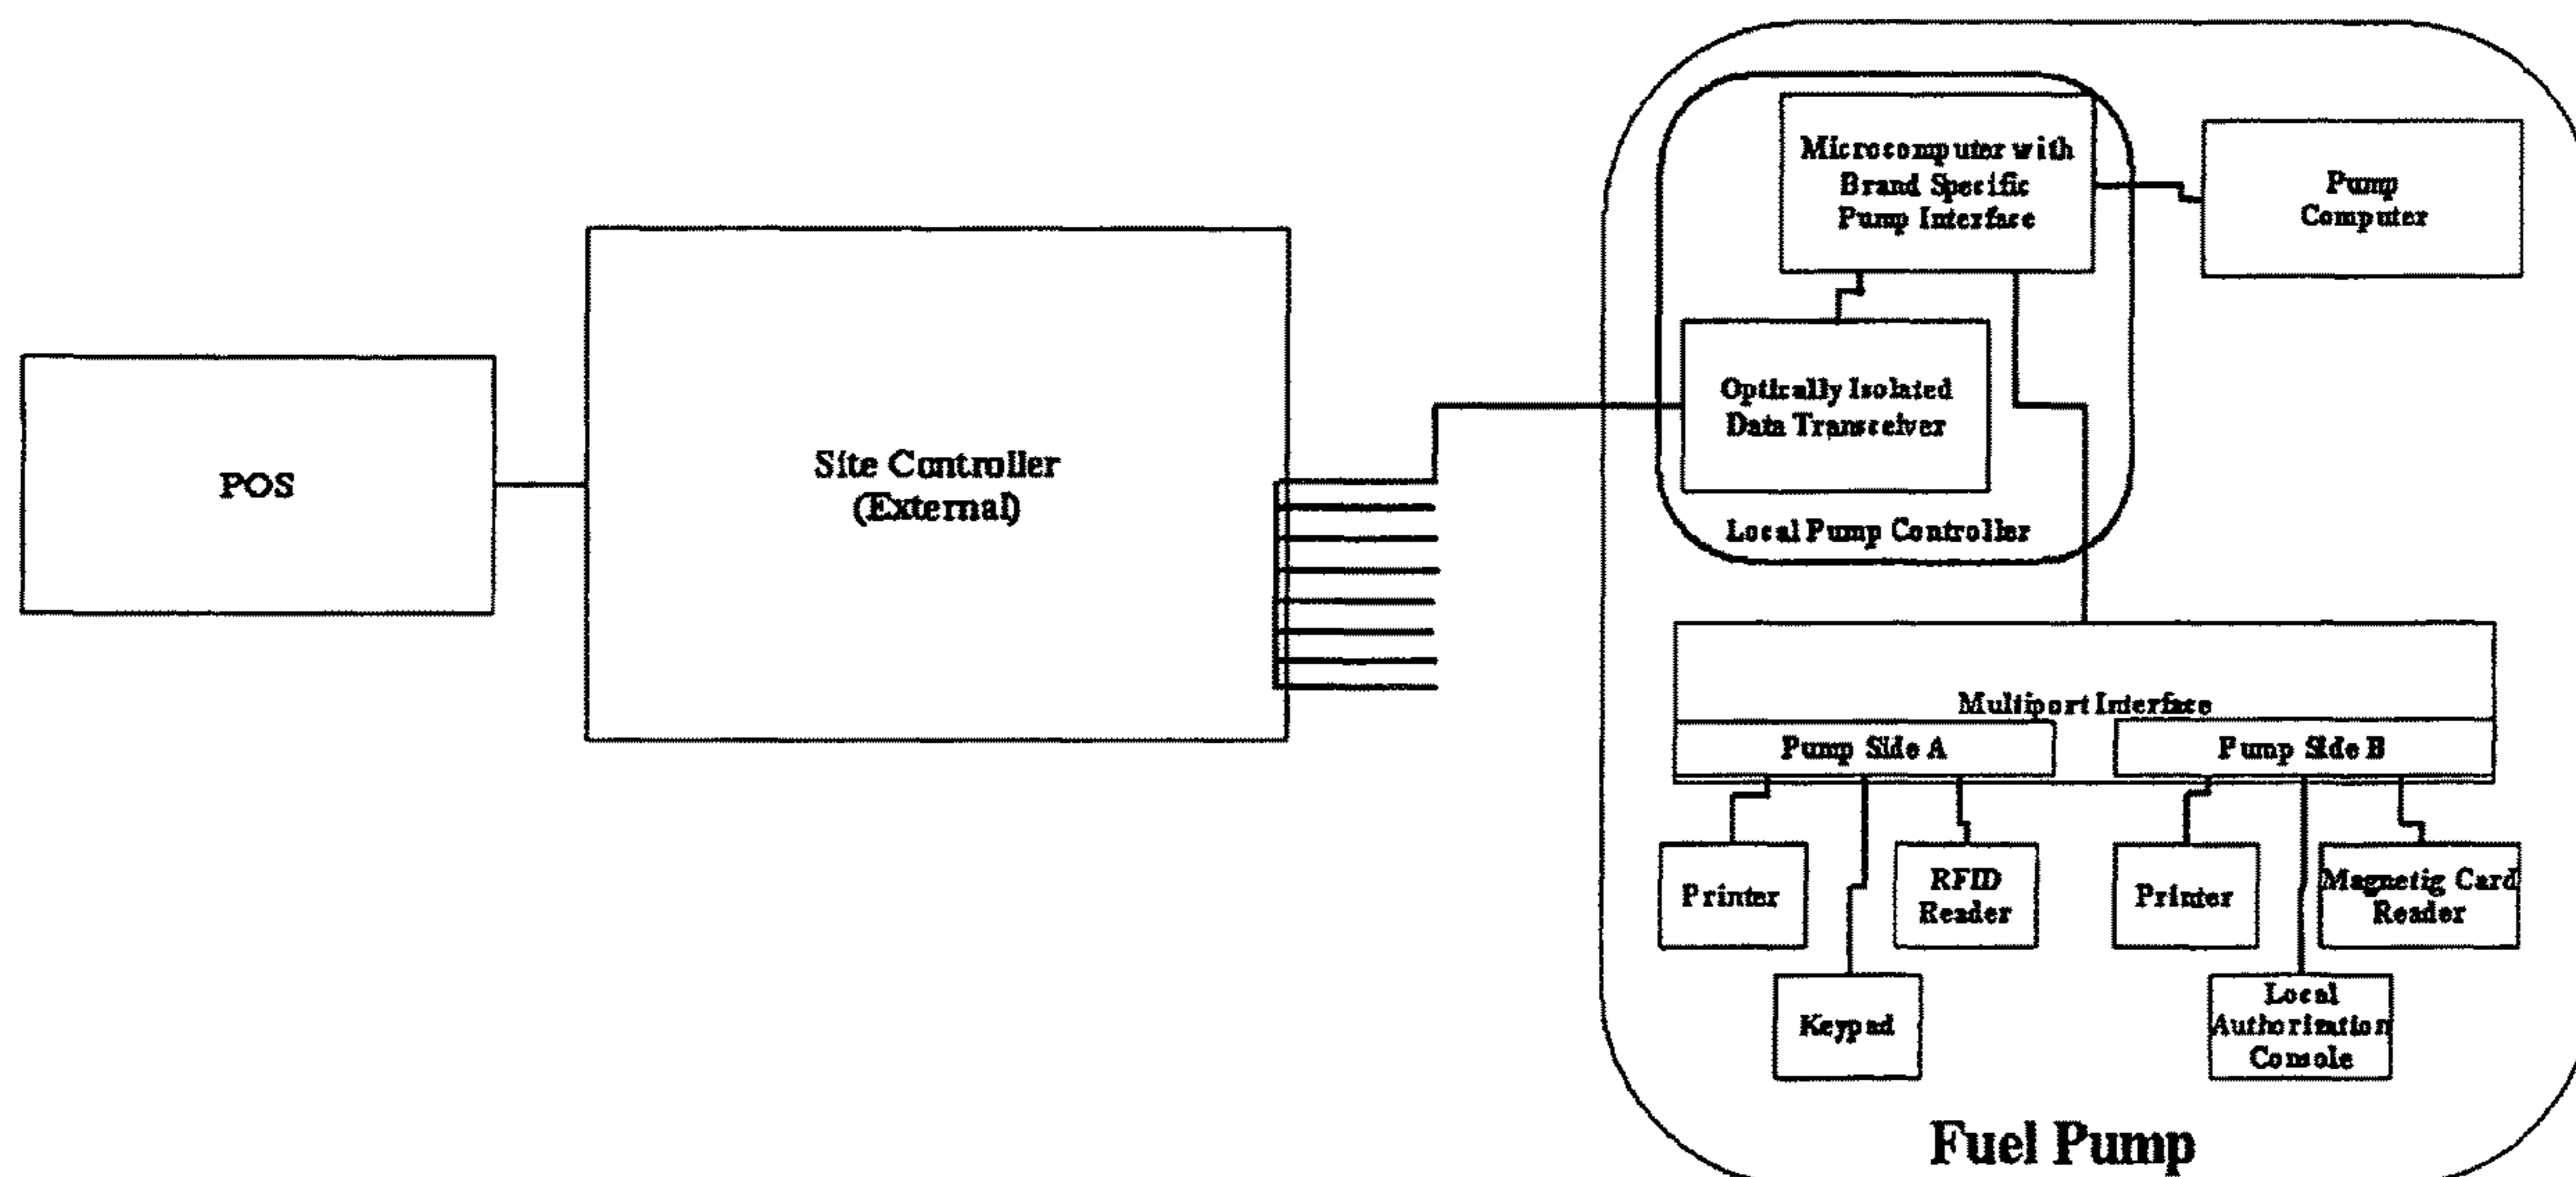 POS
Site Controller
(External)
Microcomputer with
Brand Specific
Pump Interface
Pump
Computer
Optically Isolated
Data Transceiver
Local Pump Controller
Multiport Interface
Pump Side A
Pump Side B
Printer
RFID
Reader
Printer
Magnetig Card
Reader
Keypad
Local
Authorization
Console
Fuel Pump